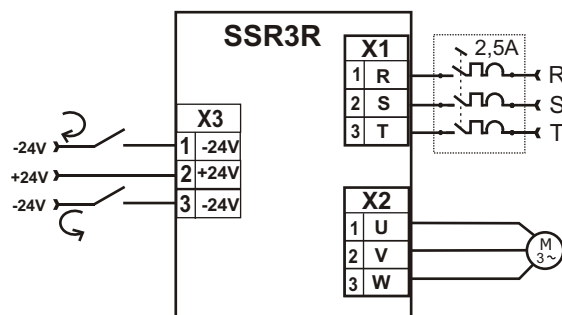 SSR3R
X1
2,5A
1 R
R
2 S
S
3 T
T
X3
-24V
1 -24V
+24V
2 +24V
-24V
3 -24V
X2
1 U
2 V
3 W
M
3~